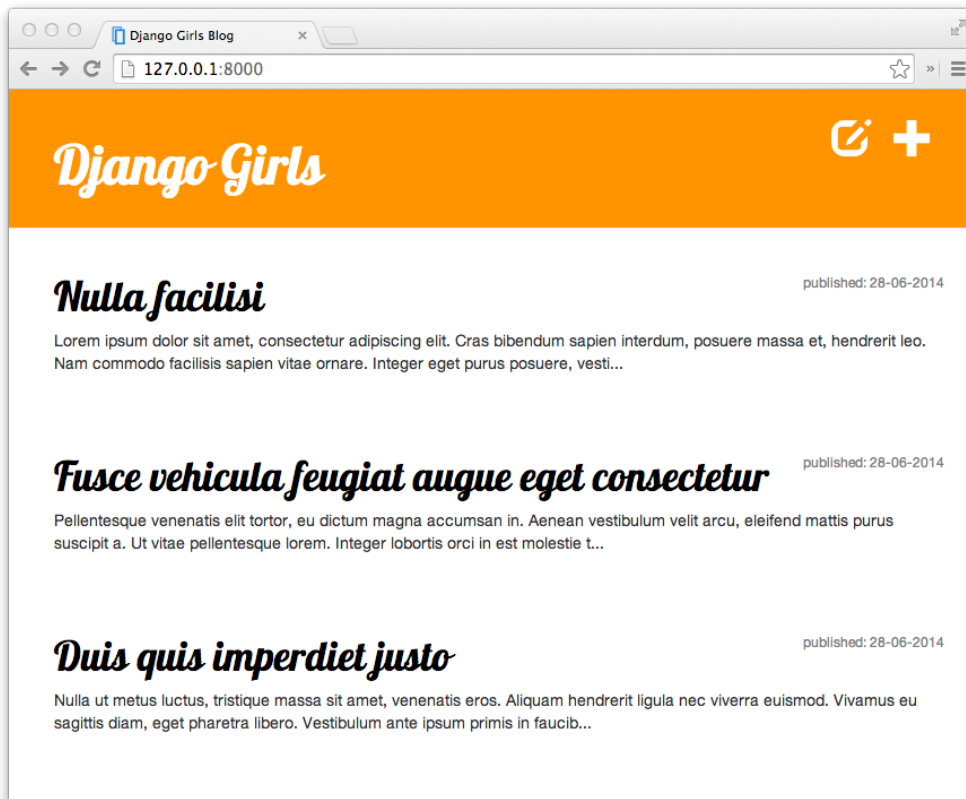 Django Girls Blog
127.0.0.1:8000
Django Girls
Nulla facilisi
published: 28-06-2014
Lorem ipsum dolor sit amet, consectetur adipiscing elit. Cras bibendum sapien interdum, posuere massa et, hendrerit leo.
Nam commodo facilisis sapien vitae ornare. Integer eget purus posuere, vesti...
Fusce vehicula feugiat augue eget consectetur
published: 28-06-2014
Pellentesque venenatis elit tortor, eu dictum magna accumsan in. Aenean vestibulum velit arcu, eleifend mattis purus
suscipit a. Ut vitae pellentesque lorem. Integer lobortis orci in est molestie t...
Duis quis imperdiet justo
published: 28-06-2014
Nulla ut metus luctus, tristique massa sit amet, venenatis eros. Aliquam hendrerit ligula nec viverra euismod. Vivamus eu
sagittis diam, eget pharetra libero. Vestibulum ante ipsum primis in faucib...